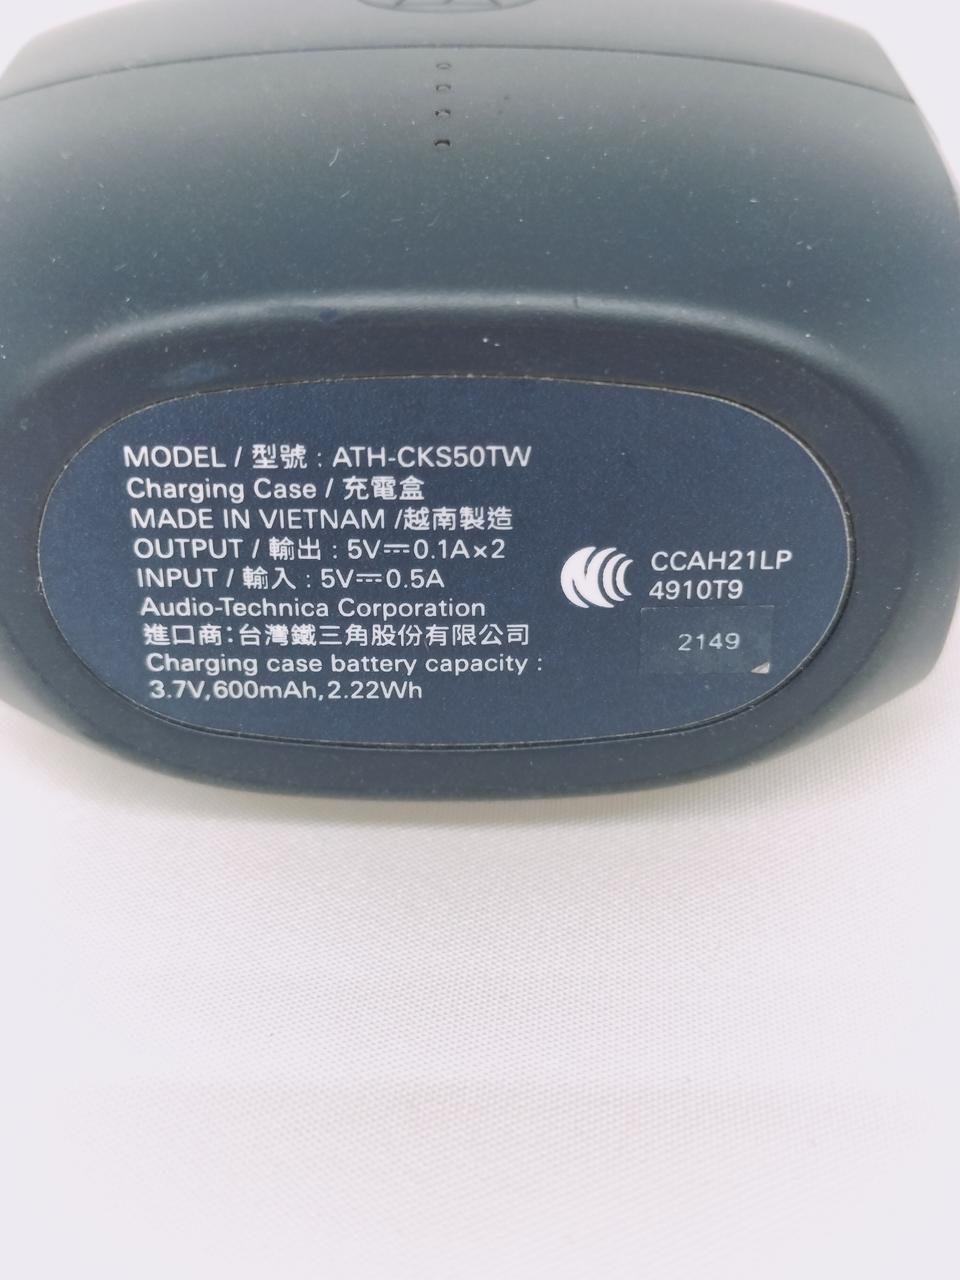 MODEL / 型號 : ATH-CKS50TW
Charging Case / 充電盒
MADE IN VIETNAM /越南製造
OUTPUT / 輸出 : 5V⎓0.1A×2
INPUT / 輸入 : 5V⎓0.5A
Audio-Technica Corporation
進口商:台灣鐵三角股份有限公司
Charging case battery capacity :
3.7V,600mAh,2.22Wh
CCAH21LP
4910T9
2149